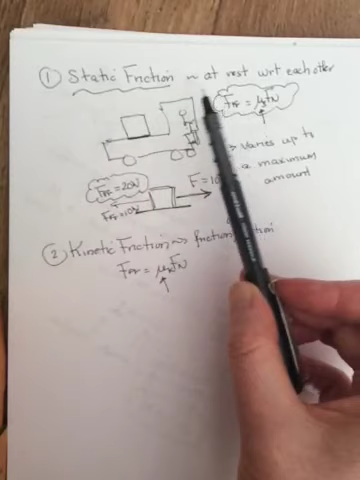 ① Static Friction ~ at rest wrt each other
Ffr = μsFN
varies up to
a maximum
amount
Ffr = 20N
F = 10
Ffr = 10N
② Kinetic Friction ~> friction
Ffr = μkFN